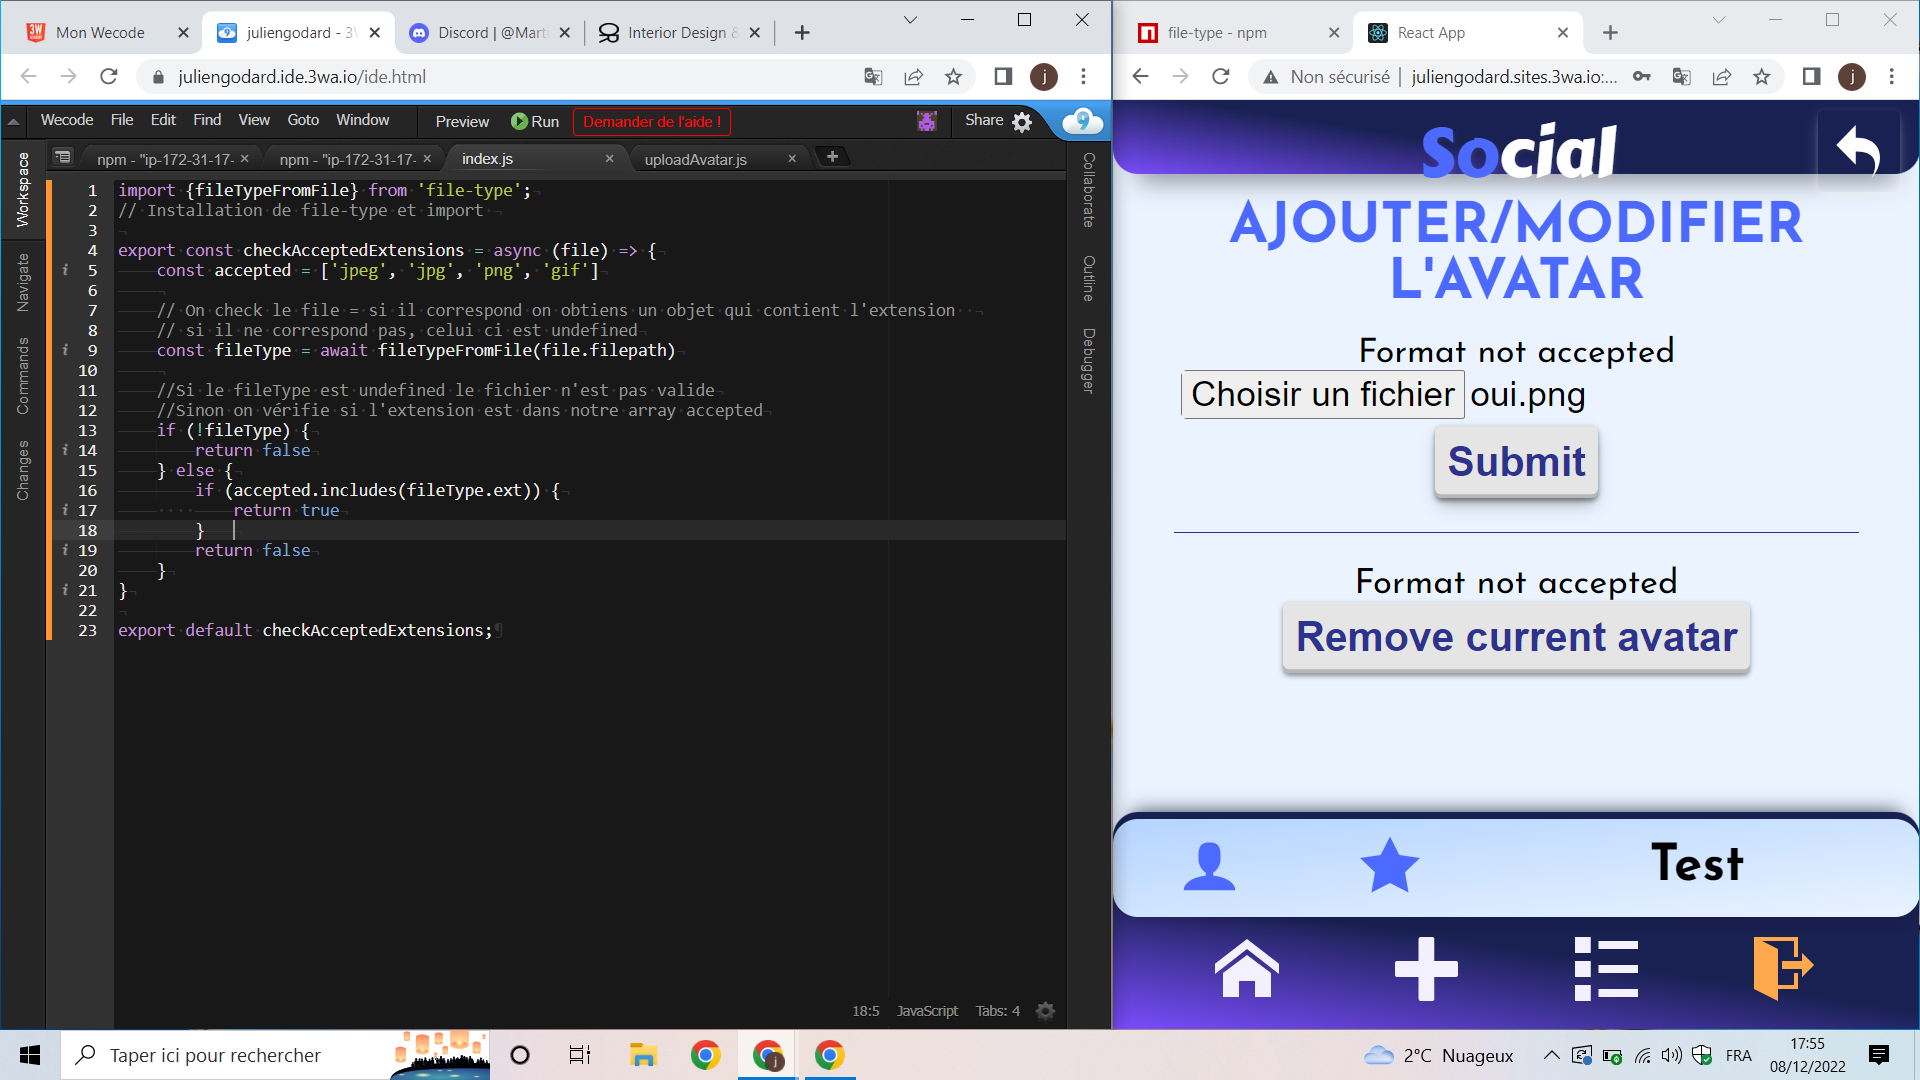 Mon Wecode
juliengodard - 3V
Discord | @Mart
Interior Design &
juliengodard.ide.3wa.io/ide.html
j
Wecode File Edit Find View Goto Window Preview Run Demander de l'aide ! Share
npm - "ip-172-31-17-
npm - "ip-172-31-17-
index.js
uploadAvatar.js
Workspace
Navigate
Commands
Changes
1 import {fileTypeFromFile} from 'file-type';
2 // Installation de file-type et import
3
4 export const checkAcceptedExtensions = async (file) => {
5 const accepted = ['jpeg', 'jpg', 'png', 'gif']
6
7 // On check le file = si il correspond on obtiens un objet qui contient l'extension
8 // si il ne correspond pas, celui ci est undefined
9 const fileType = await fileTypeFromFile(file.filepath)
10
11 //Si le fileType est undefined le fichier n'est pas valide
12 //Sinon on vérifie si l'extension est dans notre array accepted
13 if (!fileType) {
14 return false
15 } else {
16 if (accepted.includes(fileType.ext)) {
17 return true
18 }
19 return false
20 }
21 }
22
23 export default checkAcceptedExtensions;
Collaborate
Outline
Debugger
18:5 JavaScript Tabs: 4
file-type - npm
React App
Non sécurisé | juliengodard.sites.3wa.io:...
j
Social
AJOUTER/MODIFIER
L'AVATAR
Format not accepted
Choisir un fichier oui.png
Submit
Format not accepted
Remove current avatar
Test
Taper ici pour rechercher
2°C Nuageux
FRA
17:55
08/12/2022